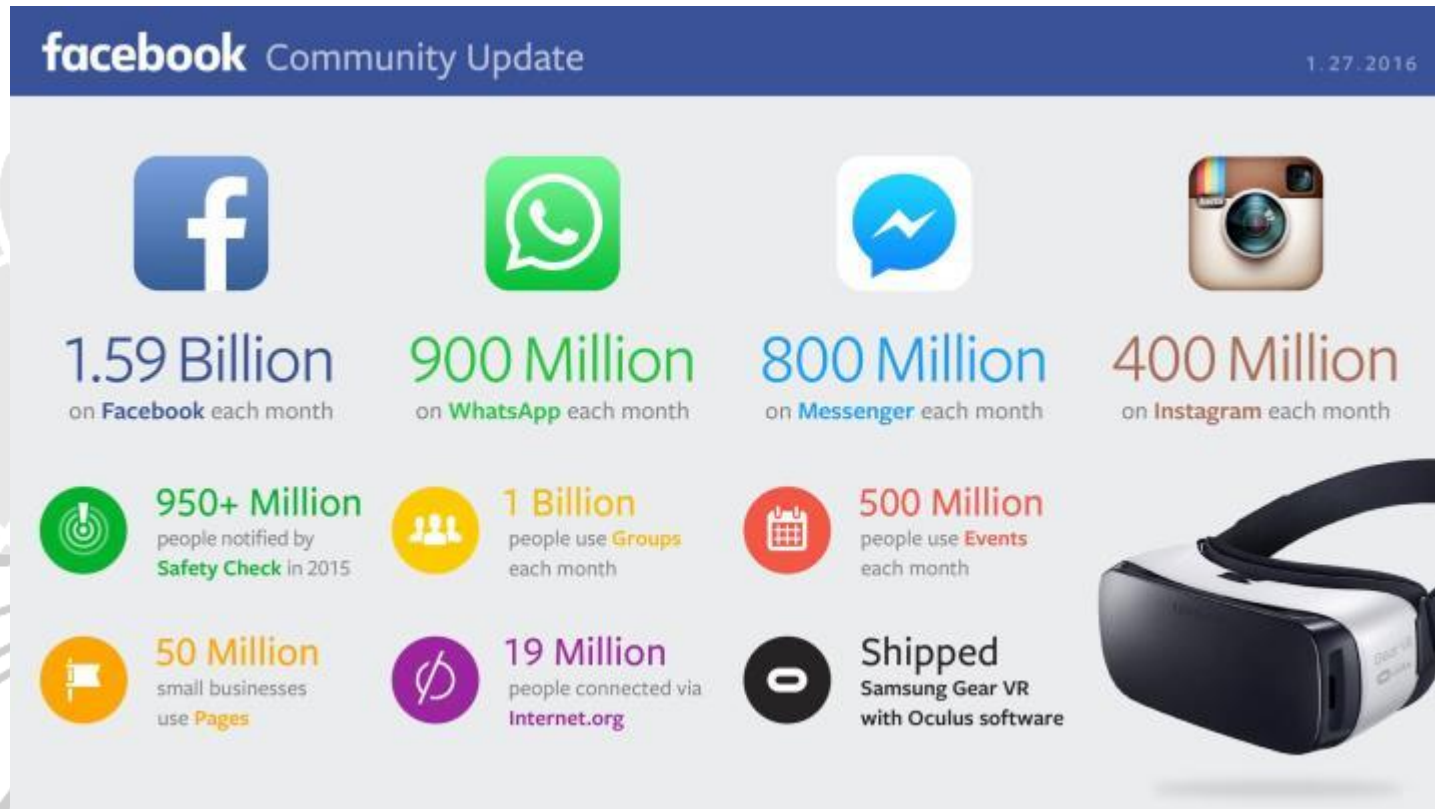 facebook Community Update
1.27.2016
1.59 Billion
on Facebook each month
900 Million
on WhatsApp each month
800 Million
on Messenger each month
400 Million
on Instagram each month
950+ Million
people notified by
Safety Check in 2015
1 Billion
people use Groups
each month
500 Million
people use Events
each month
50 Million
small businesses
use Pages
19 Million
people connected via
Internet.org
Shipped
Samsung Gear VR
with Oculus software
Gear VR